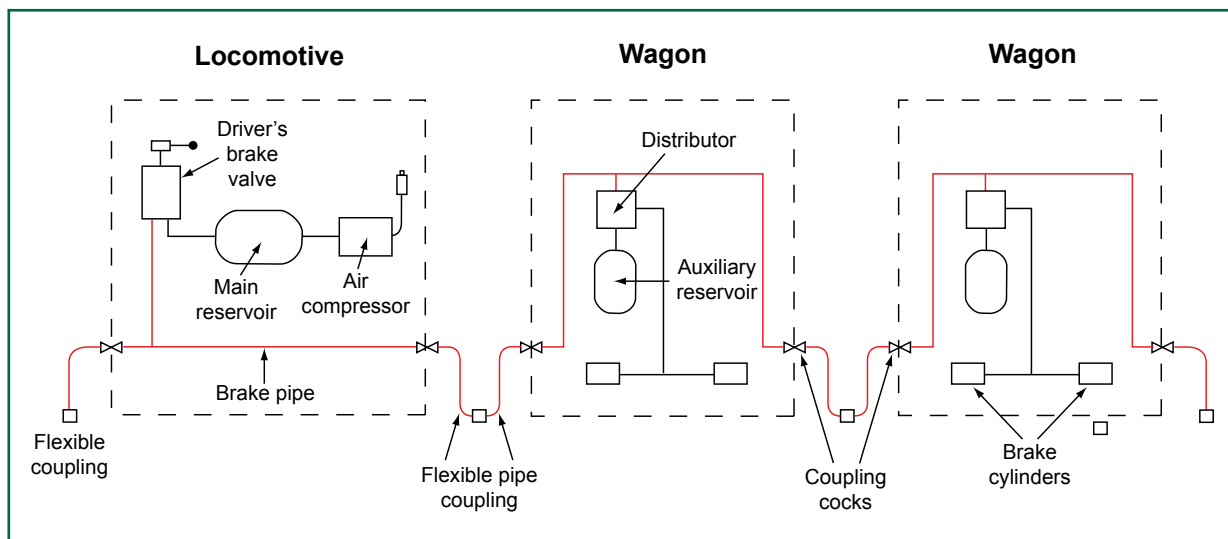 Locomotive
Wagon
Wagon
Driver's
brake
valve
Main
reservoir
Air
compressor
Brake pipe
Flexible
coupling
Flexible pipe
coupling
Distributor
Auxiliary
reservoir
Coupling
cocks
Brake
cylinders